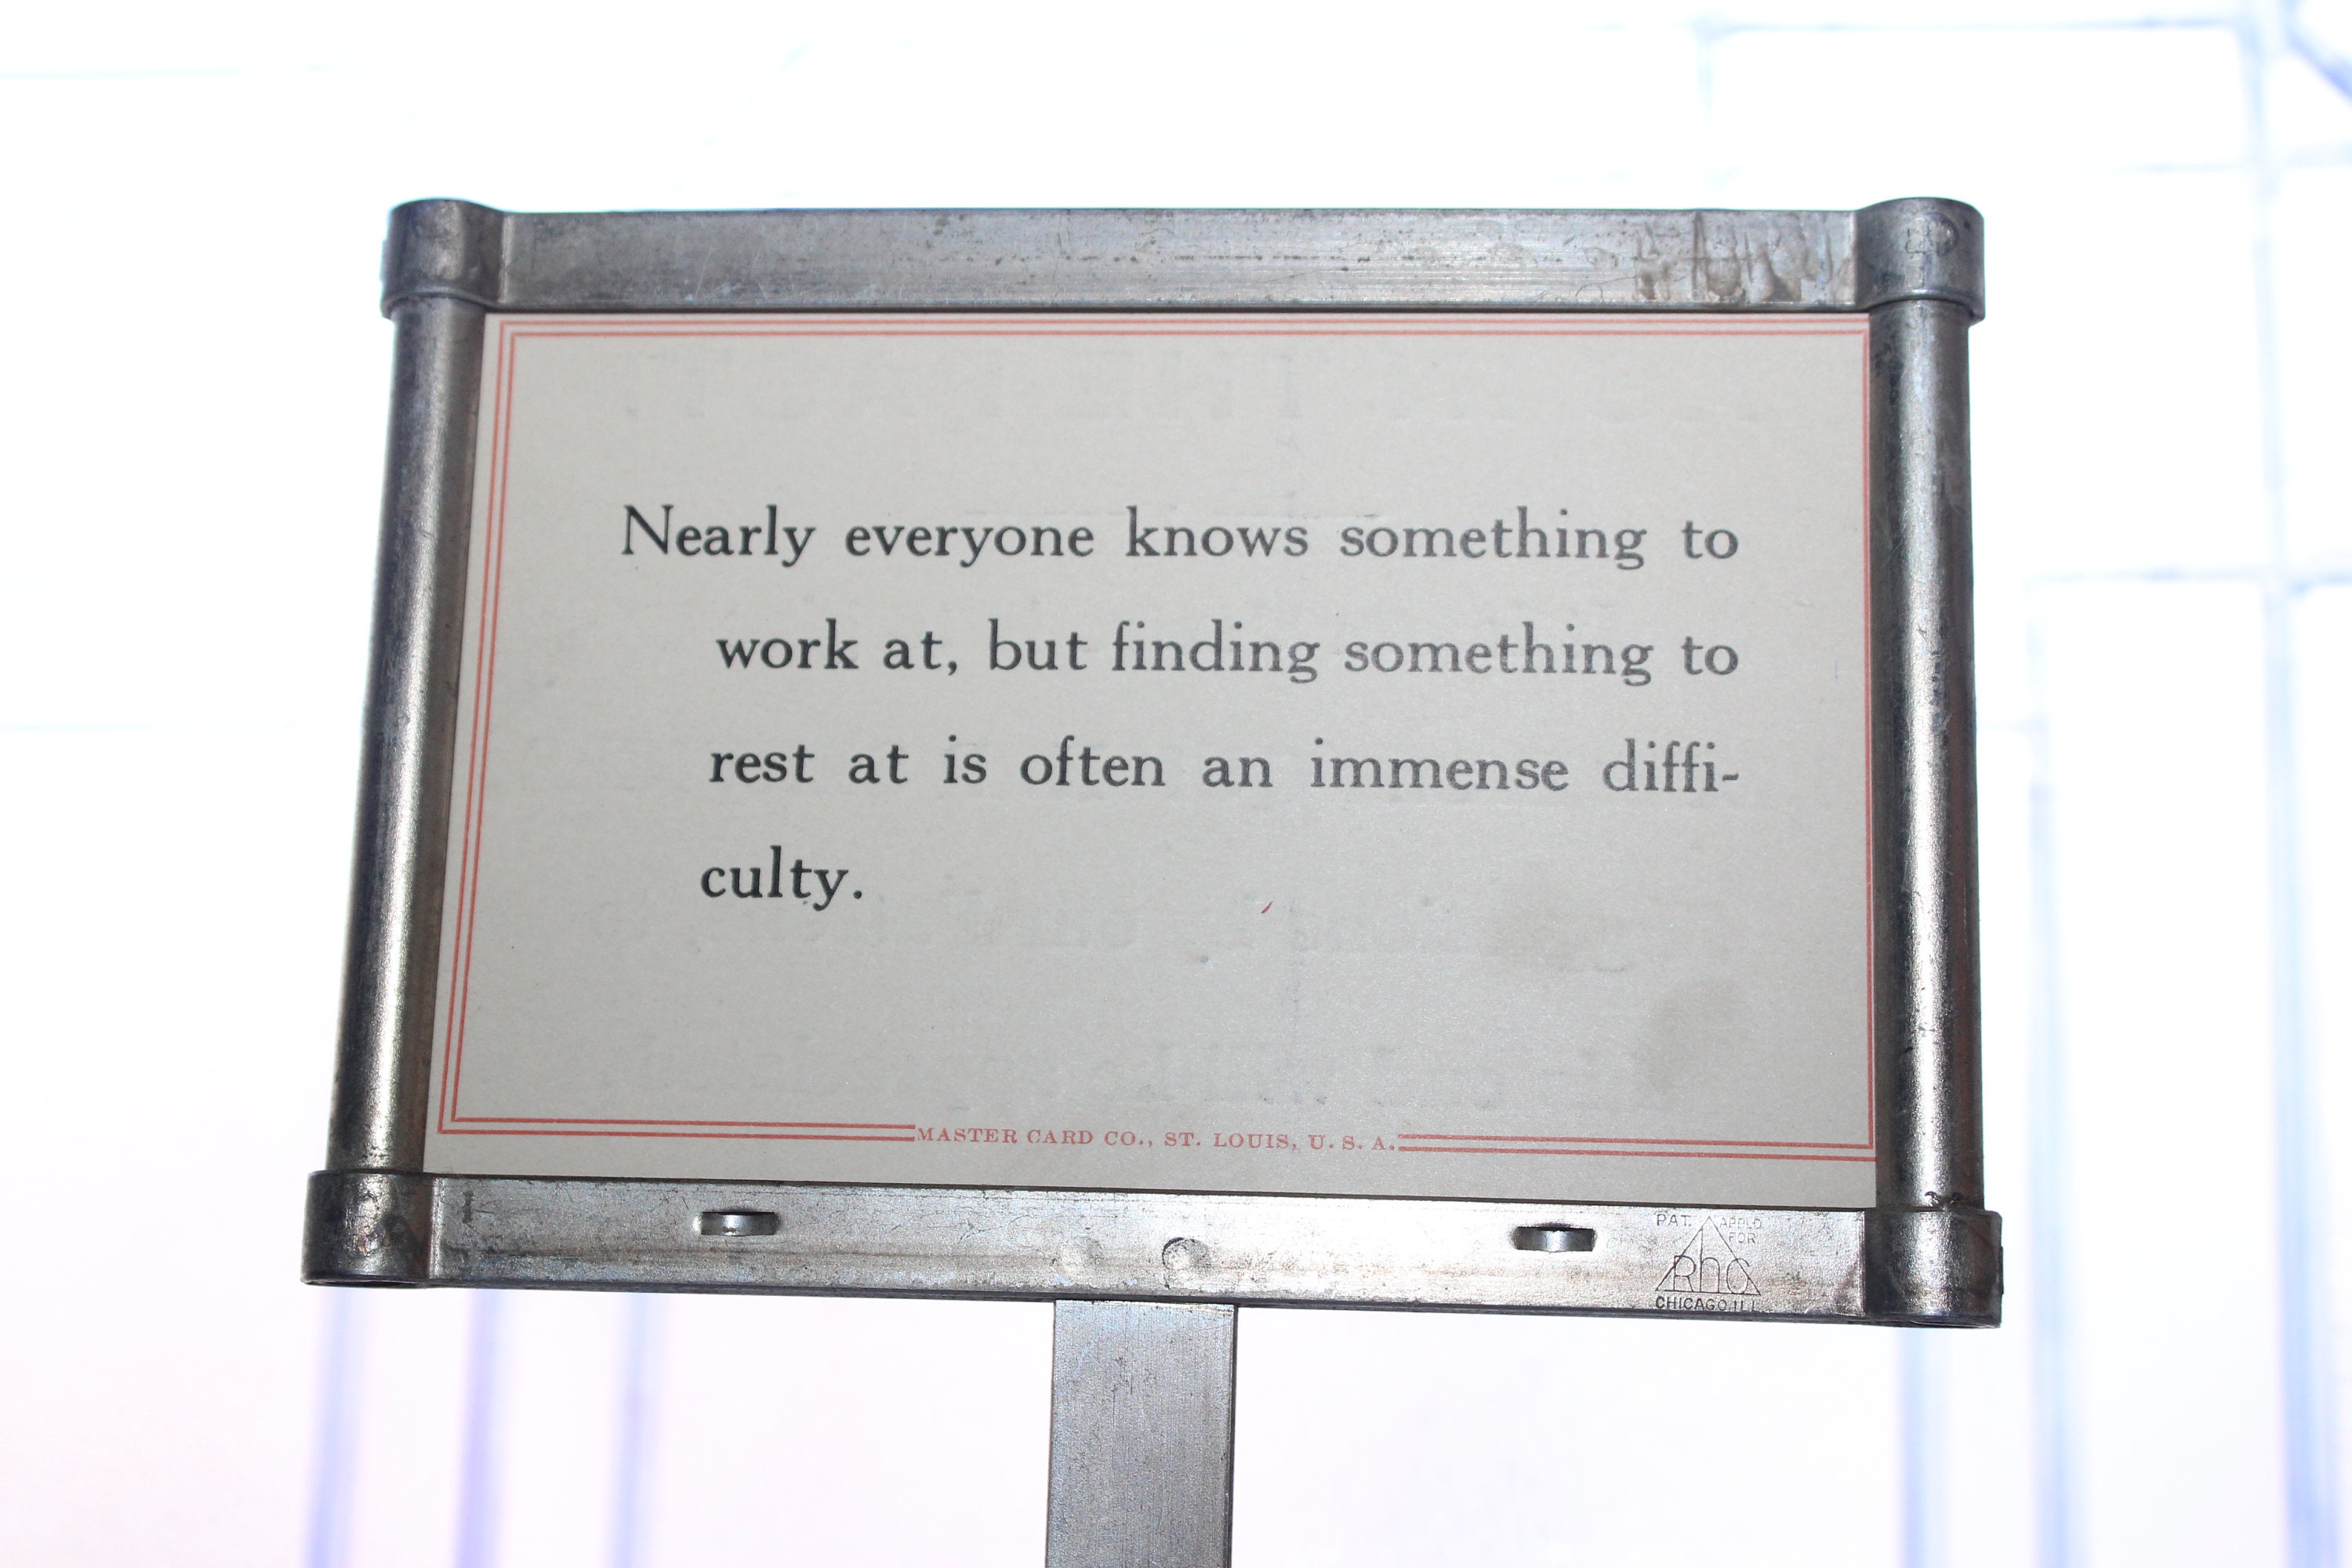 Nearly everyone knows something to
work at, but finding something to
rest at is often an immense diffi-
culty.
MASTER CARD CO., ST. LOUIS, U. S. A.
PAT. APPLD
FOR
RhC
CHICAGO, ILL.